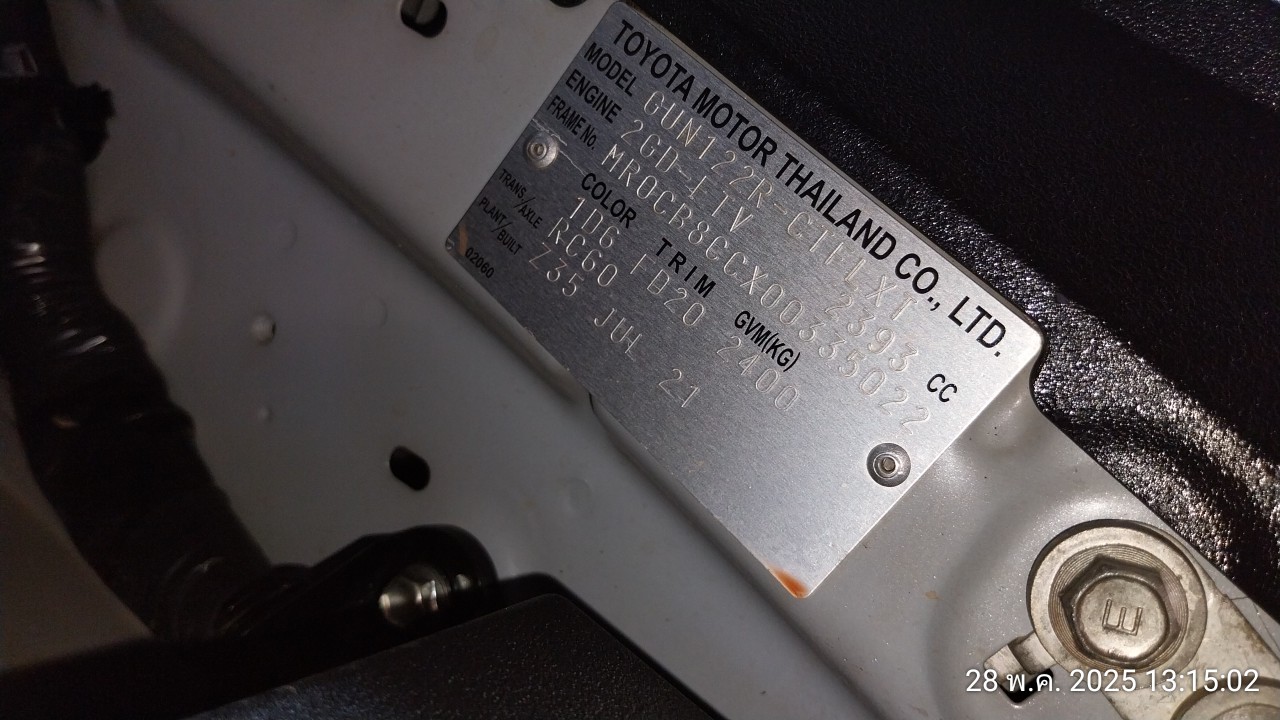 TOYOTA MOTOR THAILAND CO., LTD.
MODEL GUN122R-CTFLXT
ENGINE 2GD-FTV 2393 CC
FRAME No. MR0CB8CCX00335022
COLOR TRIM GVM(KG)
1D6 FD20 2400
TRANS/AXLE RC60
PLANT/BUILT Z35 JUL 21
02060
E
28 พ.ค. 2025 13:15:02